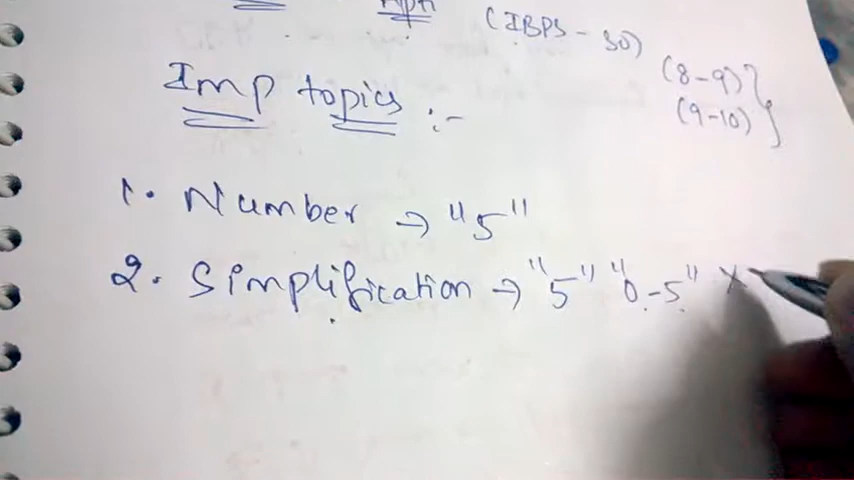 (IBPS - 30)
(8-9)
(9-10)
Imp topics :-
1. Number → "5"
2. Simplification → "5" "0-5" X